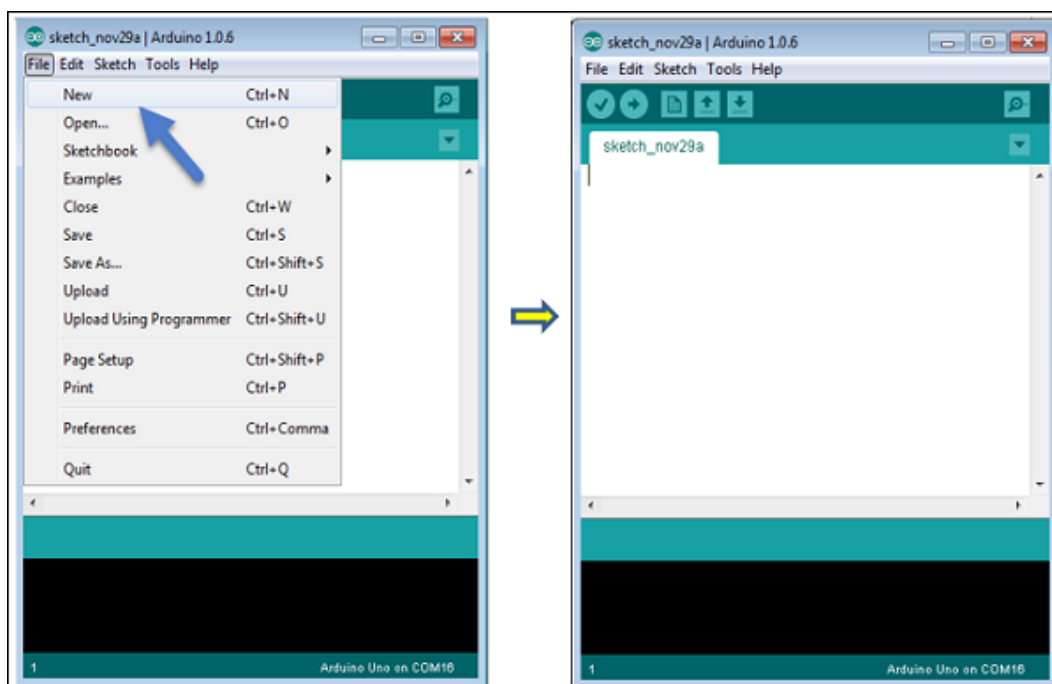 sketch_nov29a | Arduino 1.0.6
File Edit Sketch Tools Help
New Ctrl+N
Open... Ctrl+O
Sketchbook
Examples
Close Ctrl+W
Save Ctrl+S
Save As... Ctrl+Shift+S
Upload Ctrl+U
Upload Using Programmer Ctrl+Shift+U
Page Setup Ctrl+Shift+P
Print Ctrl+P
Preferences Ctrl+Comma
Quit Ctrl+Q
1 Arduino Uno on COM16
sketch_nov29a | Arduino 1.0.6
File Edit Sketch Tools Help
sketch_nov29a
1 Arduino Uno on COM16